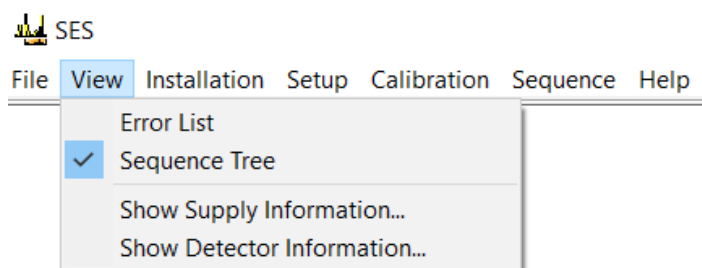 SES
File View Installation Setup Calibration Sequence Help
Error List
Sequence Tree
Show Supply Information...
Show Detector Information...